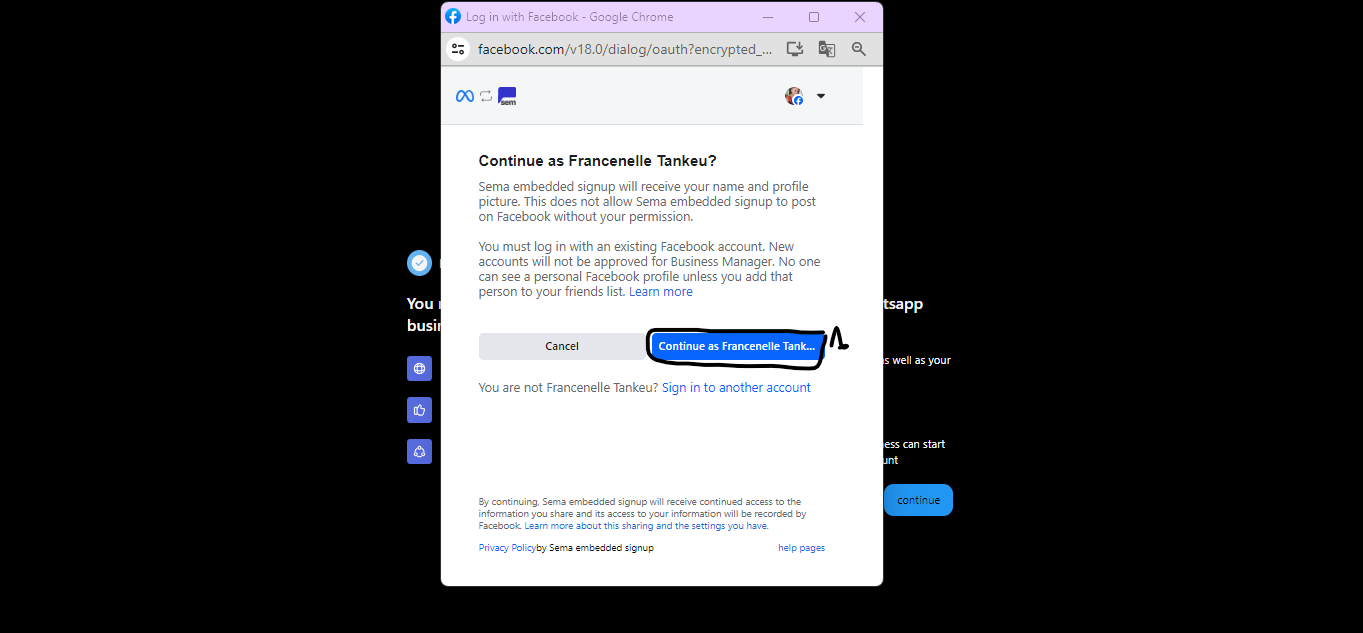 Log in with Facebook - Google Chrome
facebook.com/v18.0/dialog/oauth?encrypted_...
sem
Continue as Francenelle Tankeu?
Sema embedded signup will receive your name and profile
picture. This does not allow Sema embedded signup to post
on Facebook without your permission.
You must log in with an existing Facebook account. New
accounts will not be approved for Business Manager. No one
can see a personal Facebook profile unless you add that
person to your friends list. Learn more
Cancel
Continue as Francenelle Tank...
1
You are not Francenelle Tankeu? Sign in to another account
By continuing, Sema embedded signup will receive continued access to the
information you share and its access to your information will be recorded by
Facebook. Learn more about this sharing and the settings you have.
Privacy Policyby Sema embedded signup
help pages
You
busi
tsapp
s well as your
ess can start
unt
continue